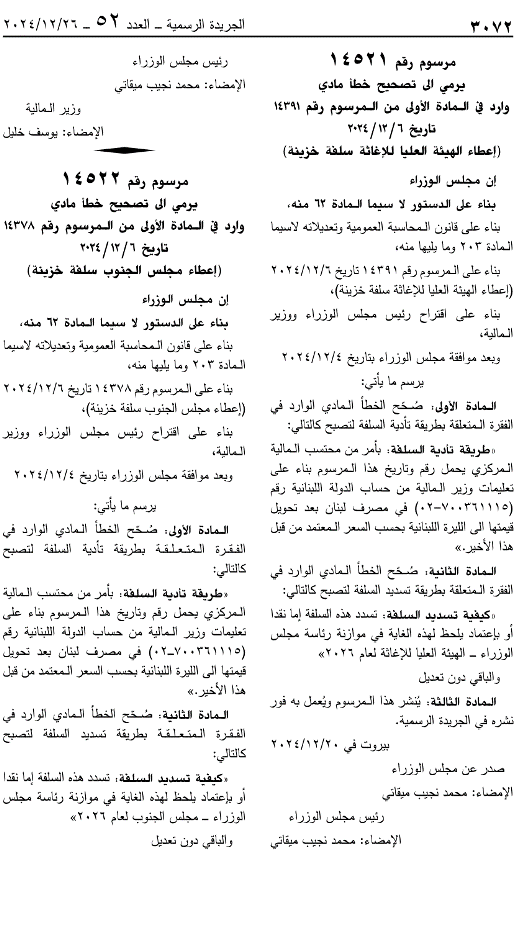 ٣٠٧٢
الجريدة الرسمية ــ العدد ٥٢ ــ ٢٠٢٤/١٢/٢٦
مرسوم رقم ١٤٥٢١
يرمي الى تصحيح خطأ مادي
وارد في المادة الأولى من المرسوم رقم ١٤٣٩١
تاريخ ٢٠٢٤/١٢/٦
(إعطاء الهيئة العليا للإغاثة سلفة خزينة)
إن مجلس الوزراء
بناء على الدستور لا سيما المادة ٦٢ منه،
بناء على قانون المحاسبة العمومية وتعديلاته لاسيما
المادة ٢٠٣ وما يليها منه،
بناء على المرسوم رقم ١٤٣٩١ تاريخ ٢٠٢٤/١٢/٦
(إعطاء الهيئة العليا للإغاثة سلفة خزينة)،
بناء على اقتراح رئيس مجلس الوزراء ووزير
المالية،
وبعد موافقة مجلس الوزراء بتاريخ ٢٠٢٤/١٢/٤
يرسم ما يأتي:
المادة الأولى: صُحّح الخطأ المادي الوارد في
الفقرة المتعلقة بطريقة تأدية السلفة لتصبح كالتالي:
«طريقة تأدية السلفة: بأمر من محتسب المالية
المركزي يحمل رقم وتاريخ هذا المرسوم بناء على
تعليمات وزير المالية من حساب الدولة اللبنانية رقم
(٧٠٠٣٦١١١٥-٠٢) في مصرف لبنان بعد تحويل
قيمتها الى الليرة اللبنانية بحسب السعر المعتمد من قبل
هذا الأخير.»
المادة الثانية: صُحّح الخطأ المادي الوارد في
الفقرة المتعلقة بطريقة تسديد السلفة لتصبح كالتالي:
«كيفية تسديد السلفة: تسدد هذه السلفة إما نقدا
أو بإعتماد يلحظ لهذه الغاية في موازنة رئاسة مجلس
الوزراء ــ الهيئة العليا للإغاثة لعام ٢٠٢٦»
والباقي دون تعديل
المادة الثالثة: يُنشر هذا المرسوم ويُعمل به فور
نشره في الجريدة الرسمية.
بيروت في ٢٠٢٤/١٢/٢٠
صدر عن مجلس الوزراء
الإمضاء: محمد نجيب ميقاتي
رئيس مجلس الوزراء
الإمضاء: محمد نجيب ميقاتي
رئيس مجلس الوزراء
الإمضاء: محمد نجيب ميقاتي
وزير المالية
الإمضاء: يوسف خليل
مرسوم رقم ١٤٥٢٢
يرمي الى تصحيح خطأ مادي
وارد في المادة الأولى من المرسوم رقم ١٤٣٧٨
تاريخ ٢٠٢٤/١٢/٦
(إعطاء مجلس الجنوب سلفة خزينة)
إن مجلس الوزراء
بناء على الدستور لا سيما المادة ٦٢ منه،
بناء على قانون المحاسبة العمومية وتعديلاته لاسيما
المادة ٢٠٣ وما يليها منه،
بناء على المرسوم رقم ١٤٣٧٨ تاريخ ٢٠٢٤/١٢/٦
(إعطاء مجلس الجنوب سلفة خزينة)،
بناء على اقتراح رئيس مجلس الوزراء ووزير
المالية،
وبعد موافقة مجلس الوزراء بتاريخ ٢٠٢٤/١٢/٤
يرسم ما يأتي:
المادة الأولى: صُحّح الخطأ المادي الوارد في
الفقرة المتعلقة بطريقة تأدية السلفة لتصبح
كالتالي:
«طريقة تأدية السلفة: بأمر من محتسب المالية
المركزي يحمل رقم وتاريخ هذا المرسوم بناء على
تعليمات وزير المالية من حساب الدولة اللبنانية رقم
(٧٠٠٣٦١١١٥-٠٢) في مصرف لبنان بعد تحويل
قيمتها الى الليرة اللبنانية بحسب السعر المعتمد من قبل
هذا الأخير.»
المادة الثانية: صُحّح الخطأ المادي الوارد في
الفقرة المتعلقة بطريقة تسديد السلفة لتصبح
كالتالي:
«كيفية تسديد السلفة: تسدد هذه السلفة إما نقدا
أو بإعتماد يلحظ لهذه الغاية في موازنة رئاسة مجلس
الوزراء ــ مجلس الجنوب لعام ٢٠٢٦»
والباقي دون تعديل